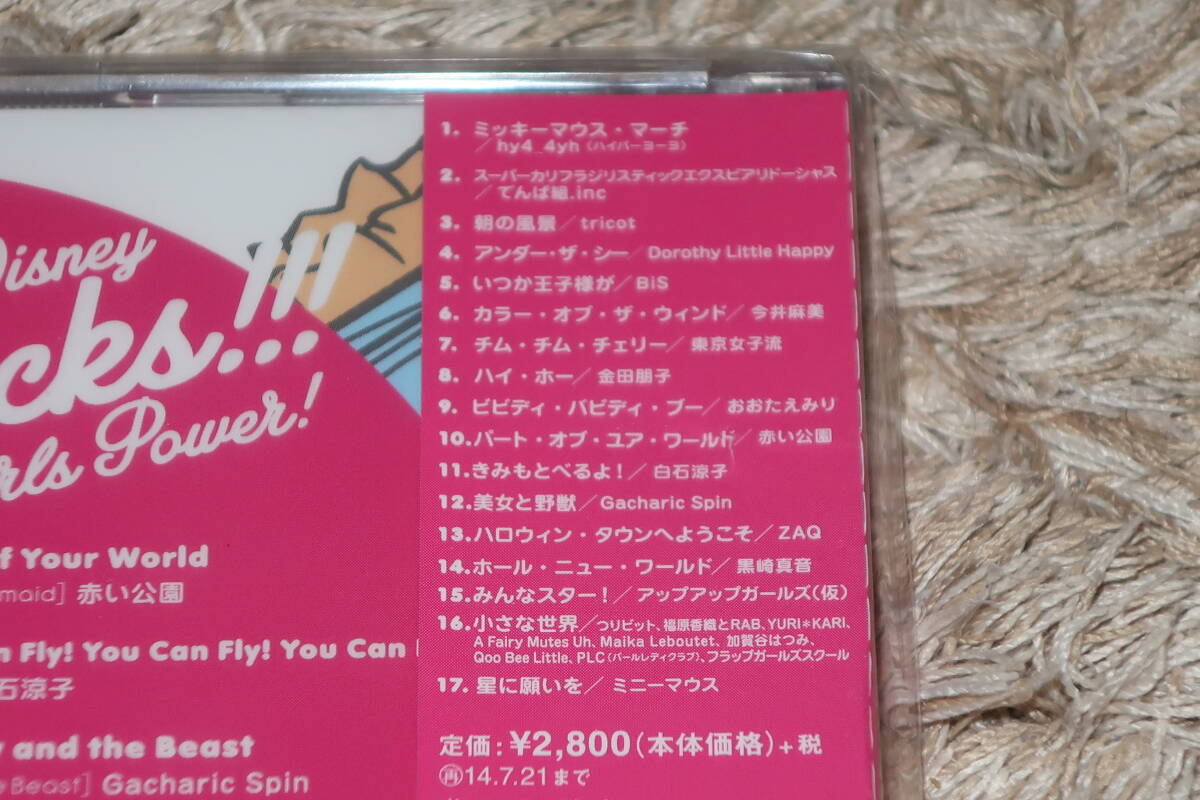 Disney
cks...!!!
rls Power!
f Your World
maid] 赤い公園
n Fly! You Can Fly! You Can
石涼子
y and the Beast
eBeast] Gacharic Spin
1. ミッキーマウス・マーチ
／hy4_4yh（ハイパーヨーヨ）
2. スーパーカリフラジリスティックエクスピアリドーシャス
／でんぱ組.inc
3. 朝の風景／tricot
4. アンダー・ザ・シー／Dorothy Little Happy
5. いつか王子様が／BiS
6. カラー・オブ・ザ・ウィンド／今井麻美
7. チム・チム・チェリー／東京女子流
8. ハイ・ホー／金田朋子
9. ビビディ・バビディ・ブー／おおたえみり
10.パート・オブ・ユア・ワールド／赤い公園
11.きみもとべるよ！／白石涼子
12.美女と野獣／Gacharic Spin
13.ハロウィン・タウンへようこそ／ZAQ
14.ホール・ニュー・ワールド／黒崎真音
15.みんなスター！／アップアップガールズ(仮)
16.小さな世界／つりビット、福原香織とRAB、YURI＊KARI、
A Fairy Mutes Uh、Maika Leboutet、加賀谷はつみ、
Qoo Bee Little、PLC（パールレディクラブ）、フラップガールズスクール
17. 星に願いを／ ミニーマウス
定価：¥2,800（本体価格）+税
再14.7.21まで